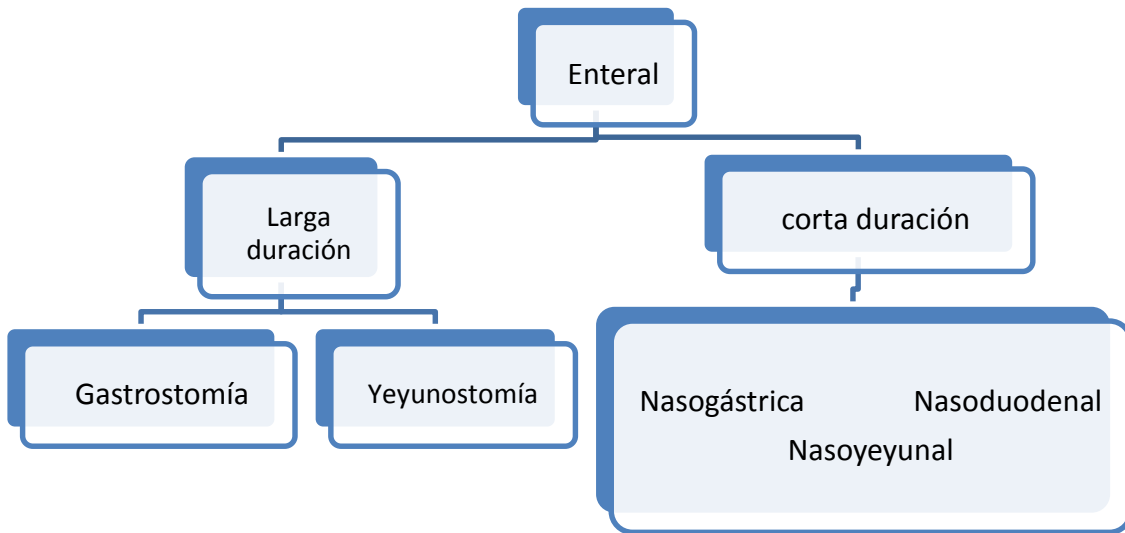 Enteral
Larga
duración
corta duración
Gastrostomía
Yeyunostomía
Nasogástrica Nasoduodenal
Nasoyeyunal